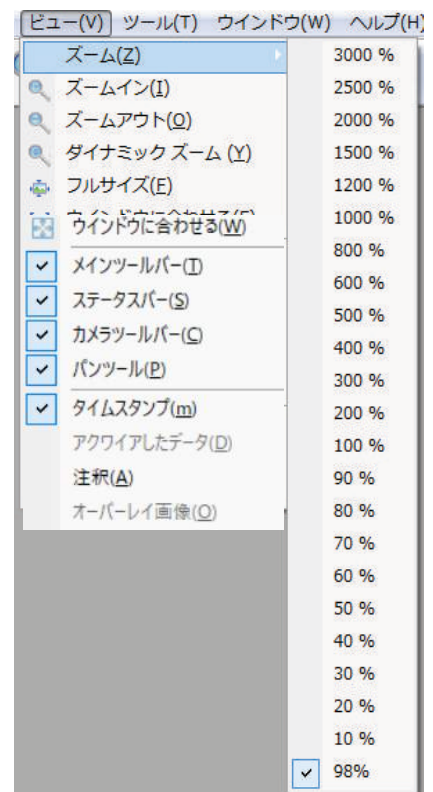 ビュー(V) ツール(T) ウインドウ(W) ヘルプ(H)
ズーム(Z)
ズームイン(I)
ズームアウト(O)
ダイナミック ズーム (Y)
フルサイズ(F)
ウインドウに合わせる(W)
メインツールバー(T)
ステータスバー(S)
カメラツールバー(C)
パンツール(P)
タイムスタンプ(m)
アクワイアしたデータ(D)
注釈(A)
オーバーレイ画像(O)
3000 %
2500 %
2000 %
1500 %
1200 %
1000 %
800 %
600 %
500 %
400 %
300 %
200 %
100 %
90 %
80 %
70 %
60 %
50 %
40 %
30 %
20 %
10 %
98%